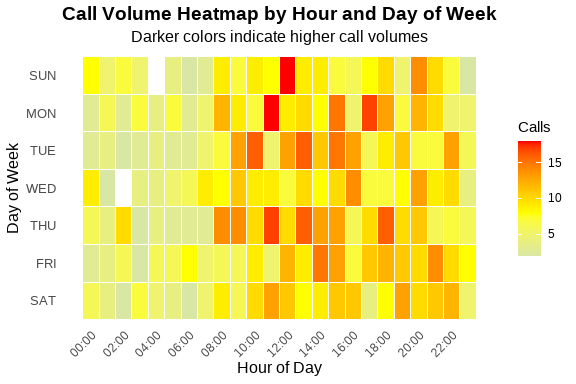 Call Volume Heatmap by Hour and Day of Week
Darker colors indicate higher call volumes
Day of Week
SUN
MON
TUE
WED
THU
FRI
SAT
00:00
02:00
04:00
06:00
08:00
10:00
12:00
14:00
16:00
18:00
20:00
22:00
Hour of Day
Calls
15
10
5